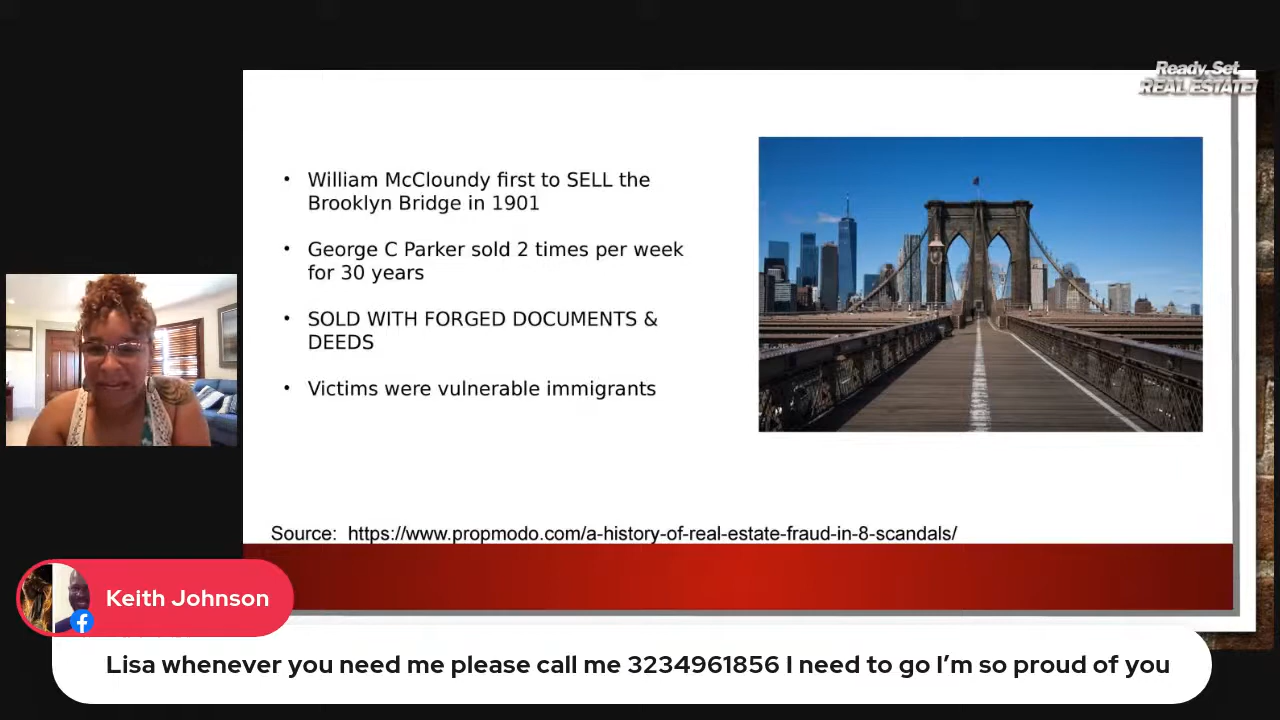 Ready, Set
REAL ESTATE!
• William McCloundy first to SELL the
Brooklyn Bridge in 1901
• George C Parker sold 2 times per week
for 30 years
• SOLD WITH FORGED DOCUMENTS &
DEEDS
• Victims were vulnerable immigrants
Source: https://www.propmodo.com/a-history-of-real-estate-fraud-in-8-scandals/
Keith Johnson
Lisa whenever you need me please call me 3234961856 I need to go I’m so proud of you